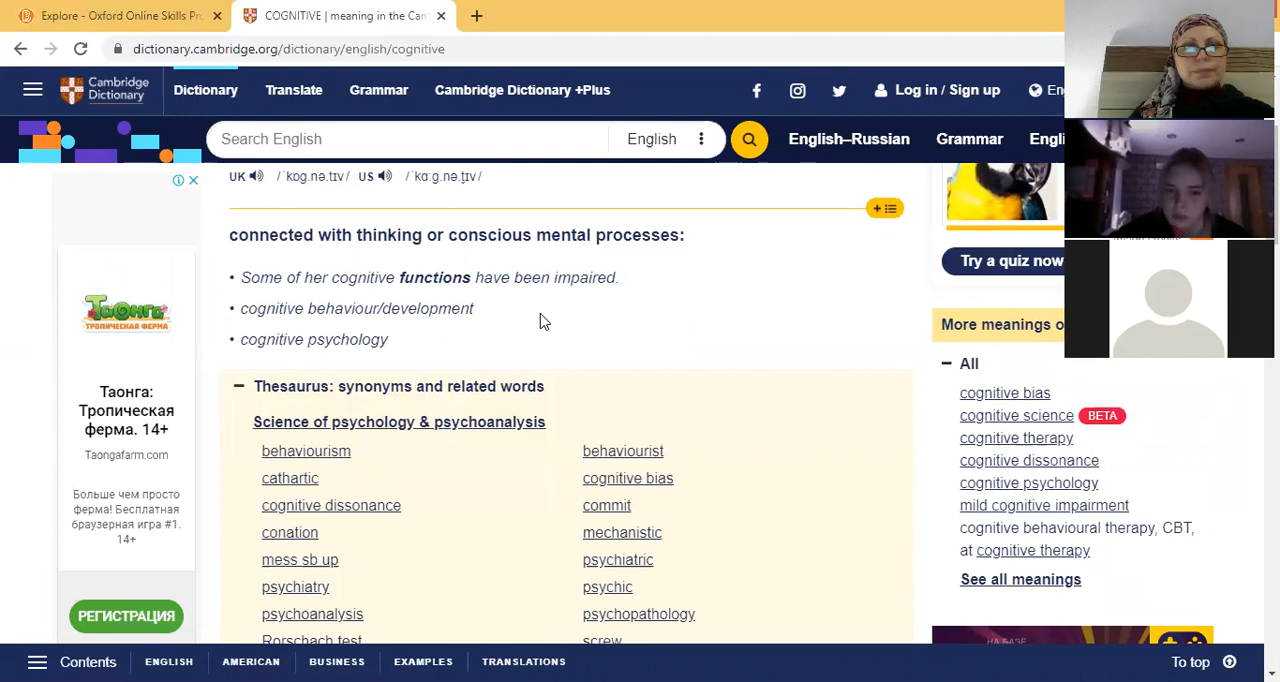 Explore - Oxford Online Skills Pr
COGNITIVE | meaning in the Cam
dictionary.cambridge.org/dictionary/english/cognitive
Cambridge
Dictionary
Dictionary
Translate
Grammar
Cambridge Dictionary +Plus
Log in / Sign up
En
Search English
English
English–Russian
Grammar
Engli
UK /ˈkɒɡ.nə.tɪv/ US /ˈkɑːɡ.nə.t̬ɪv/
connected with thinking or conscious mental processes:
• Some of her cognitive functions have been impaired.
• cognitive behaviour/development
• cognitive psychology
Thesaurus: synonyms and related words
Science of psychology & psychoanalysis
behaviourism
behaviourist
cathartic
cognitive bias
cognitive dissonance
commit
conation
mechanistic
mess sb up
psychiatric
psychiatry
psychic
psychoanalysis
psychopathology
Rorschach test
screw
Таонга
ТРОПИЧЕСКАЯ ФЕРМА
Таонга:
Тропическая
ферма. 14+
Taongafarm.com
Больше чем просто
ферма! Бесплатная
браузерная игра #1.
14+
РЕГИСТРАЦИЯ
Try a quiz now
More meanings o
All
cognitive bias
cognitive science BETA
cognitive therapy
cognitive dissonance
cognitive psychology
mild cognitive impairment
cognitive behavioural therapy, CBT,
at cognitive therapy
See all meanings
НА БАЗЕ
Contents
ENGLISH
AMERICAN
BUSINESS
EXAMPLES
TRANSLATIONS
To top